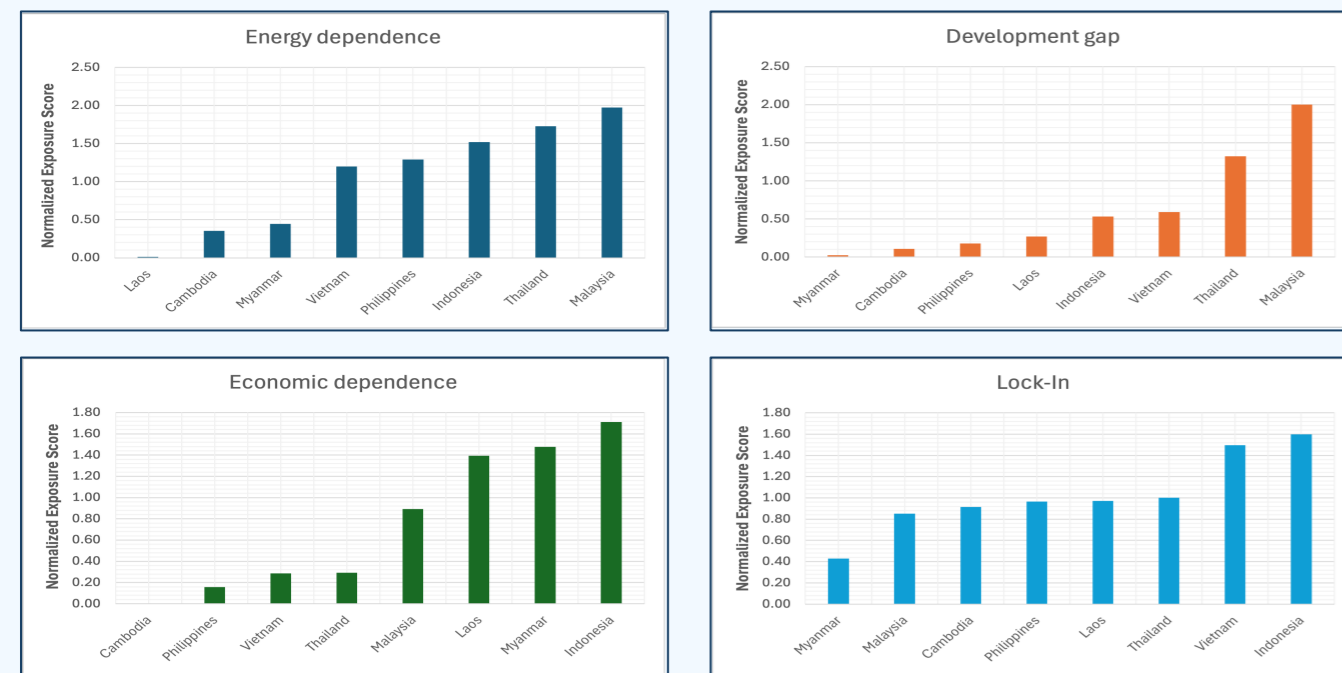 Energy dependence
Normalized Exposure Score
2.50
2.00
1.50
1.00
0.50
0.00
Laos
Cambodia
Myanmar
Vietnam
Philippines
Indonesia
Thailand
Malaysia
Development gap
Normalized Exposure Score
2.50
2.00
1.50
1.00
0.50
0.00
Myanmar
Cambodia
Philippines
Laos
Indonesia
Vietnam
Thailand
Malaysia
Economic dependence
Normalized Exposure Score
1.80
1.60
1.40
1.20
1.00
0.80
0.60
0.40
0.20
0.00
Cambodia
Philippines
Vietnam
Thailand
Malaysia
Laos
Myanmar
Indonesia
Lock-In
Normalized Exposure Score
1.80
1.60
1.40
1.20
1.00
0.80
0.60
0.40
0.20
0.00
Myanmar
Malaysia
Cambodia
Philippines
Laos
Thailand
Vietnam
Indonesia